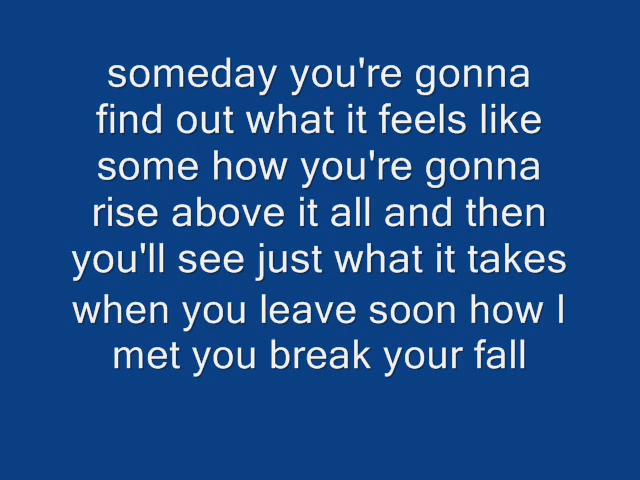 someday you're gonna
find out what it feels like
some how you're gonna
rise above it all and then
you'll see just what it takes
when you leave soon how I
met you break your fall